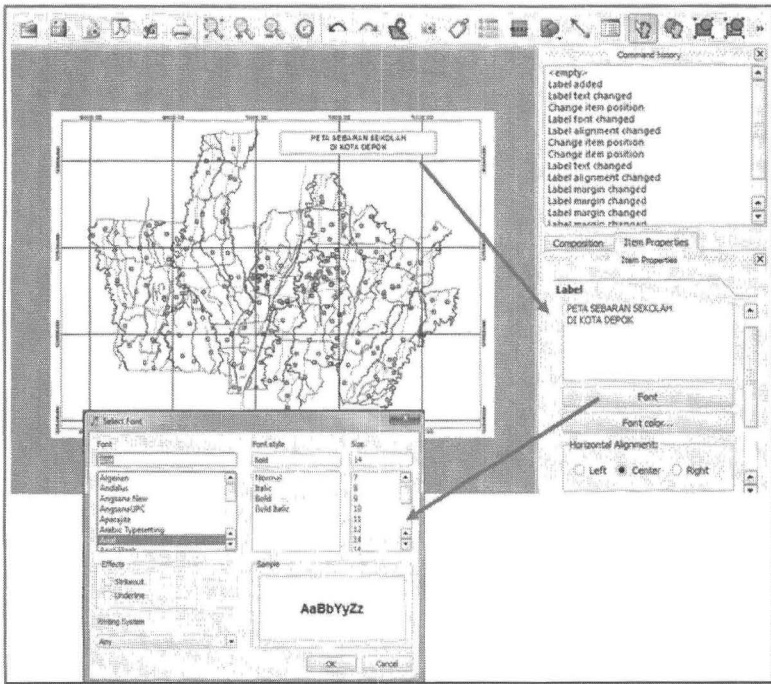 Command history
<empty>
Label added
Label text changed
Change item position
Label font changed
Label alignment changed
Change item position
Change item position
Label text changed
Label alignment changed
Label margin changed
Label margin changed
Label margin changed
Label margin changed
PETA SEBARAN SEKOLAH
DI KOTA DEPOK
Composition
Item Properties
Item Properties
Label
PETA SEBARAN SEKOLAH
DI KOTA DEPOK
Font
Font color...
Horizontal Alignment:
Left Center Right
Select Font
Font Font style Size
Bold 14
Algerian Normal 7
Andalus Italic 8
Angsana New Bold 9
AngsanaUPC Bold Italic 10
Aparajita 11
Arabic Typesetting 12
Arial 14
Effects Sample
Strikeout
Underline
AaBbYyZz
Writing System
Any
OK Cancel